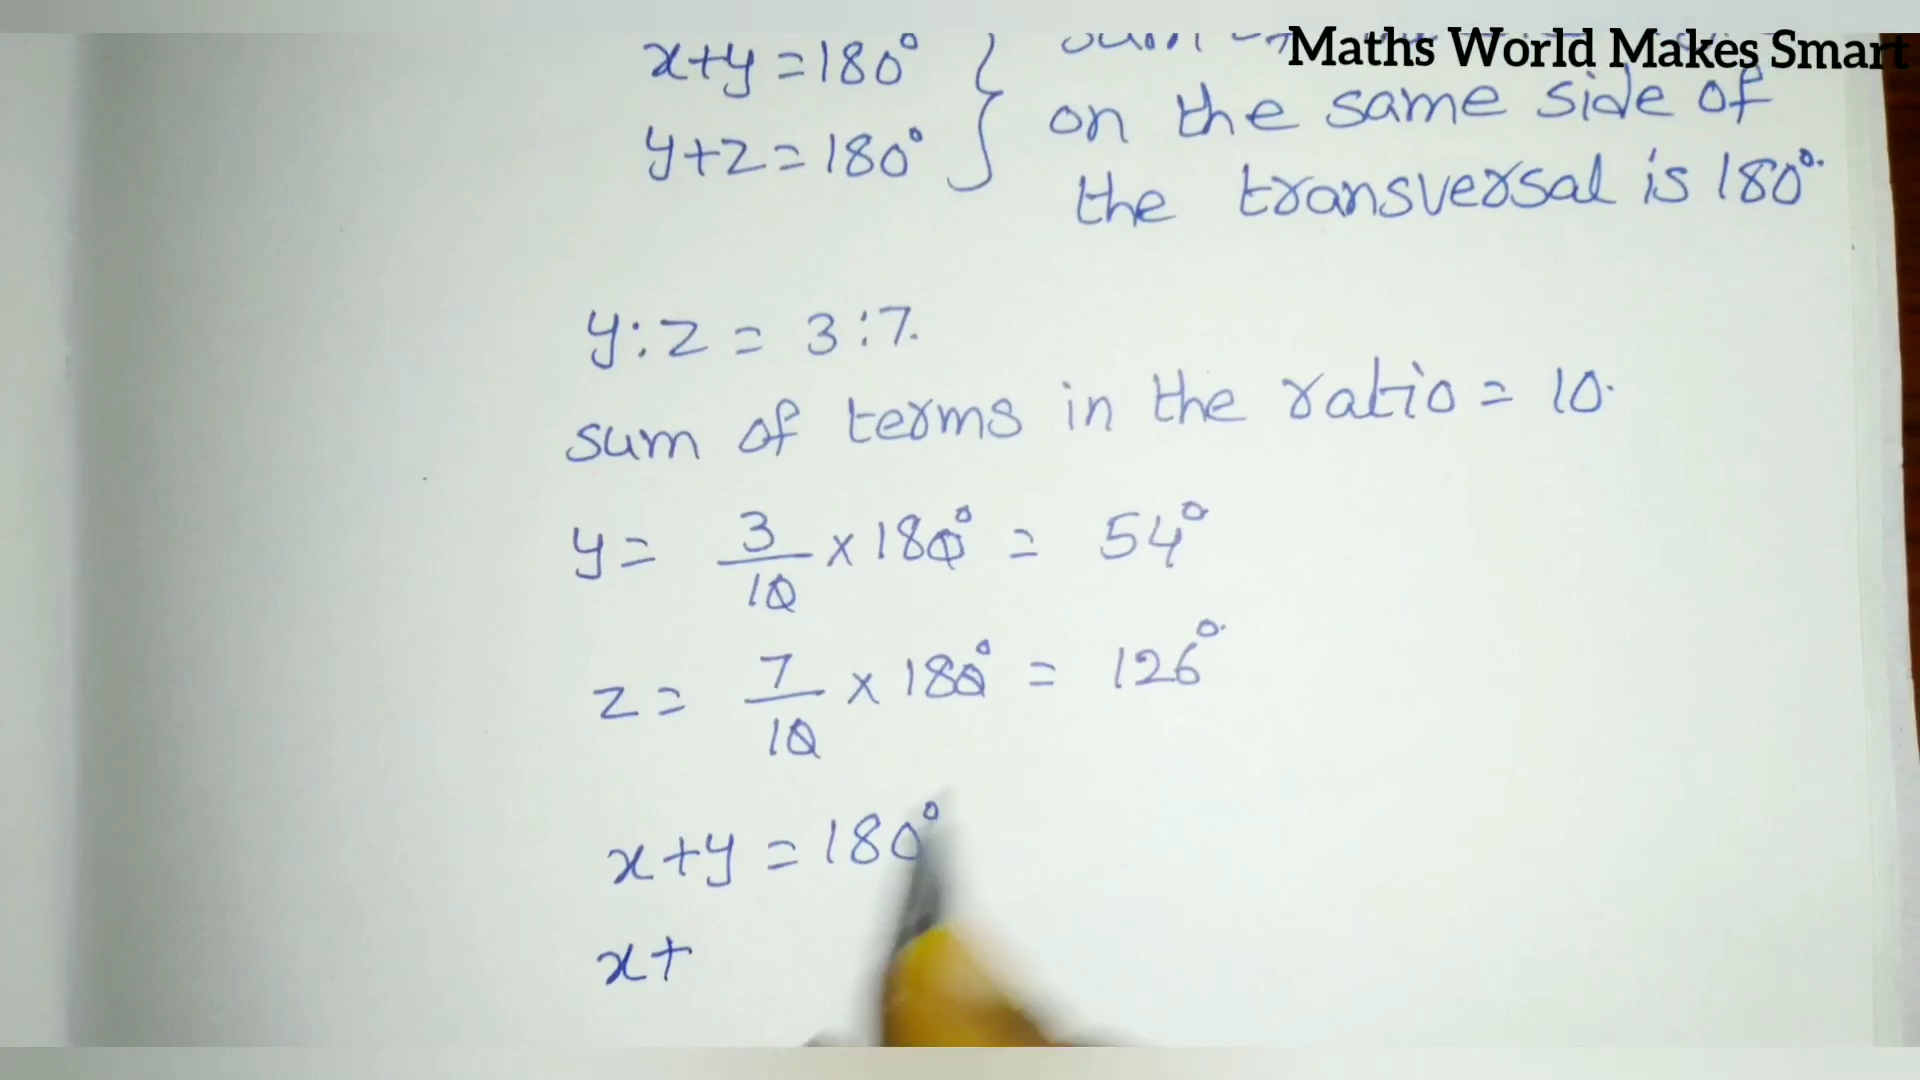 Maths World Makes Smart
x+y = 180°
y+z = 180°
on the same side of
the transversal is 180°.
y:z = 3:7.
sum of terms in the ratio = 10.
y = 3/10 × 180° = 54°
z = 7/10 × 180° = 126°.
x+y = 180°
x+